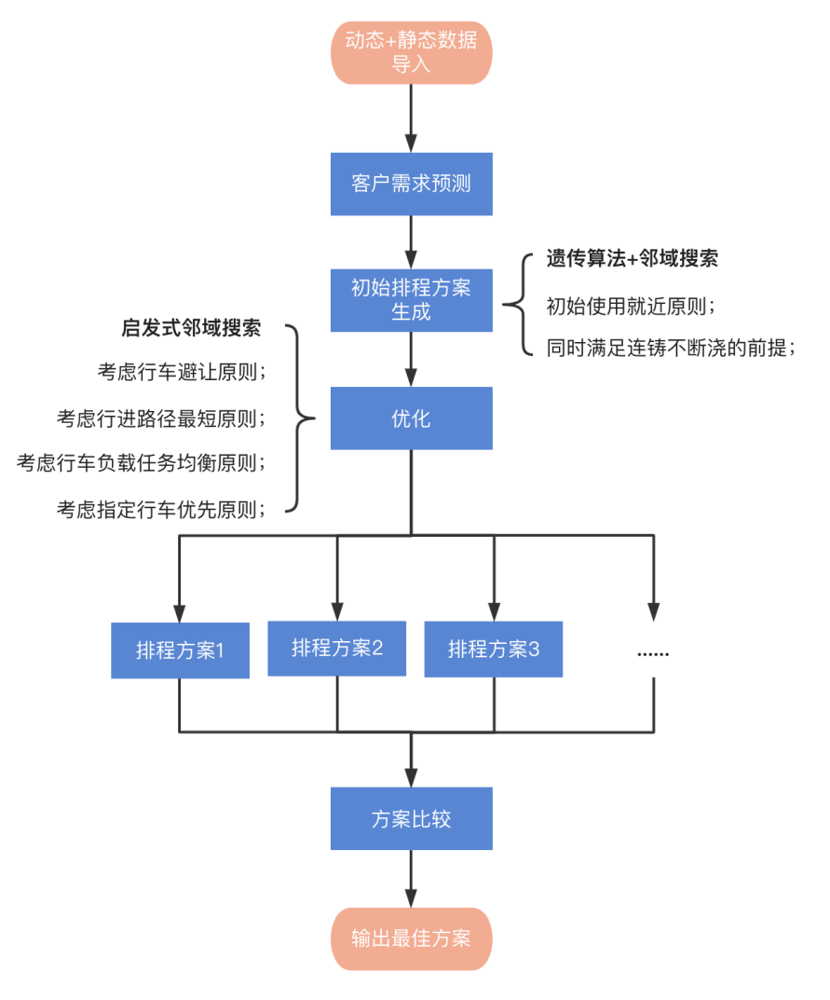 动态+静态数据
导入
客户需求预测
初始排程方案
生成
遗传算法+邻域搜索
初始使用就近原则；
同时满足连铸不断浇的前提；
启发式邻域搜索
考虑行车避让原则；
考虑行进路径最短原则；
考虑行车负载任务均衡原则；
考虑指定行车优先原则；
优化
排程方案1
排程方案2
排程方案3
......
方案比较
输出最佳方案